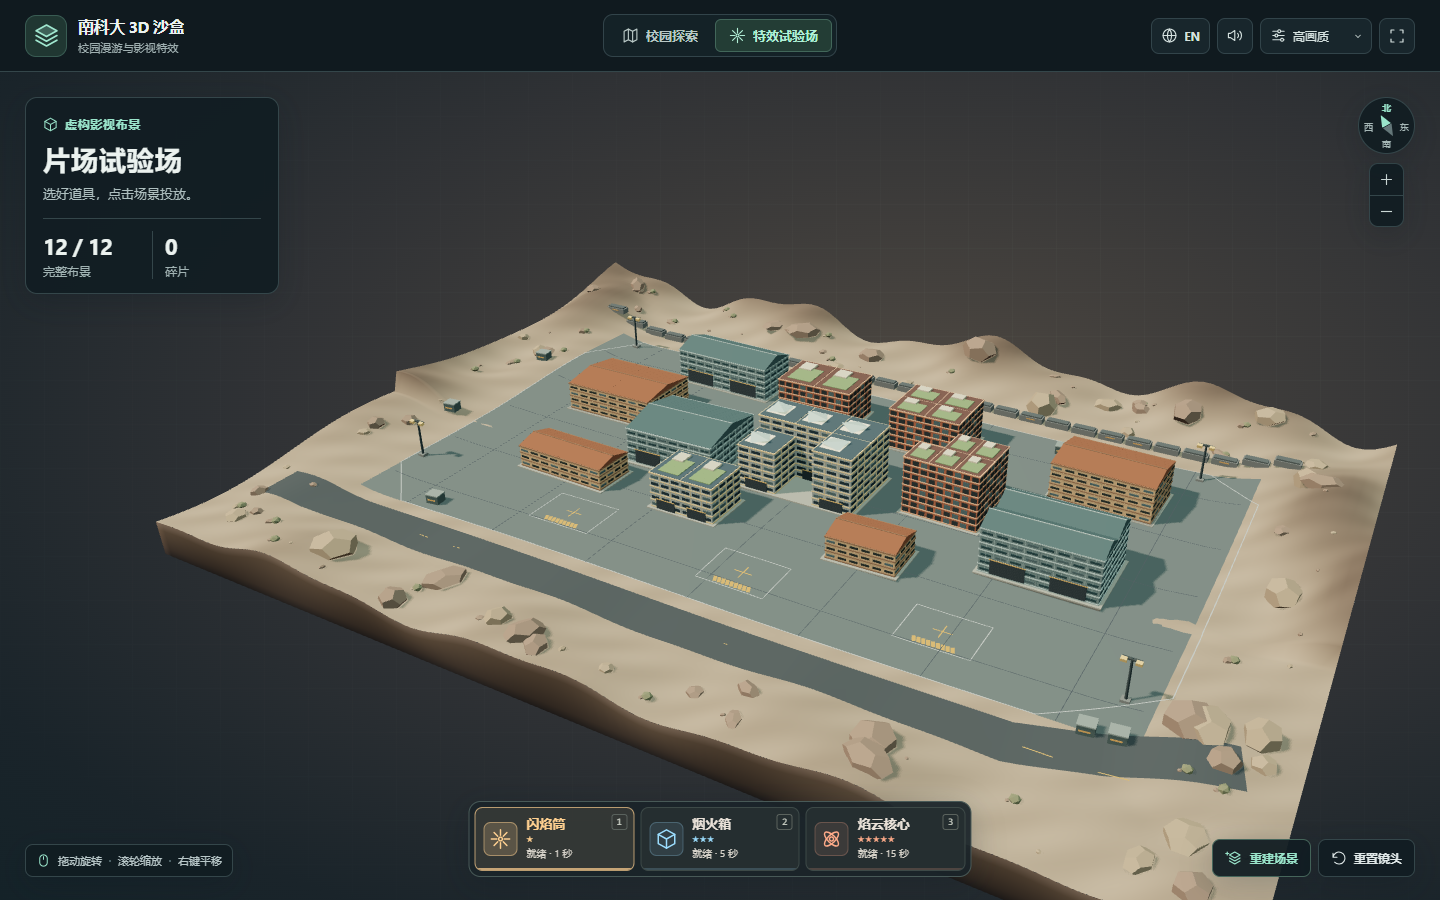 南科大 3D 沙盒
校园漫游与影视特效
校园探索
特效试验场
EN
高画质
虚构影视布景
片场试验场
选好道具，点击场景投放。
12 / 12
完整布景
0
碎片
北
西
东
南
+
−
闪焰筒
1
★
就绪 · 1 秒
烟火箱
2
★★★
就绪 · 5 秒
焰云核心
3
★★★★★
就绪 · 15 秒
拖动旋转 · 滚轮缩放 · 右键平移
重建场景
重置镜头